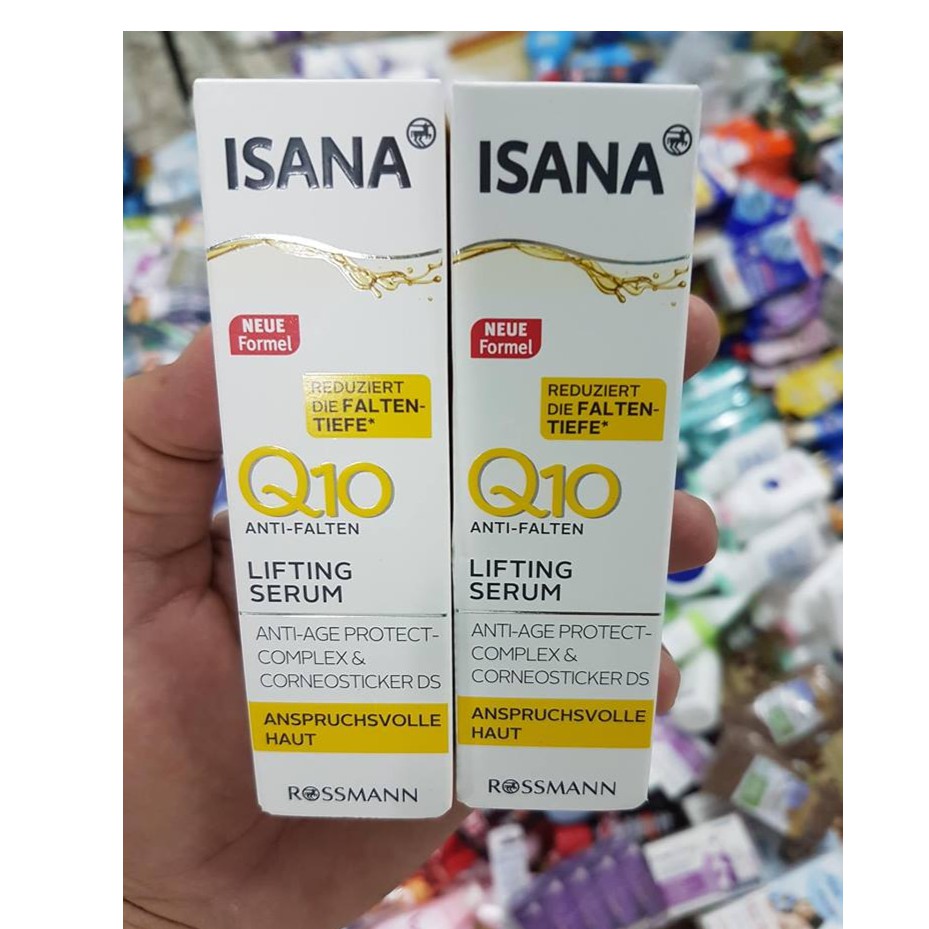 ISANA
NEUE
Formel
REDUZIERT
DIE FALTEN-
TIEFE*
Q10
ANTI-FALTEN
LIFTING
SERUM
ANTI-AGE PROTECT-
COMPLEX &
CORNEOSTICKER DS
ANSPRUCHSVOLLE
HAUT
ROSSMANN
ISANA
NEUE
Formel
REDUZIERT
DIE FALTEN-
TIEFE*
Q10
ANTI-FALTEN
LIFTING
SERUM
ANTI-AGE PROTECT-
COMPLEX &
CORNEOSTICKER DS
ANSPRUCHSVOLLE
HAUT
ROSSMANN